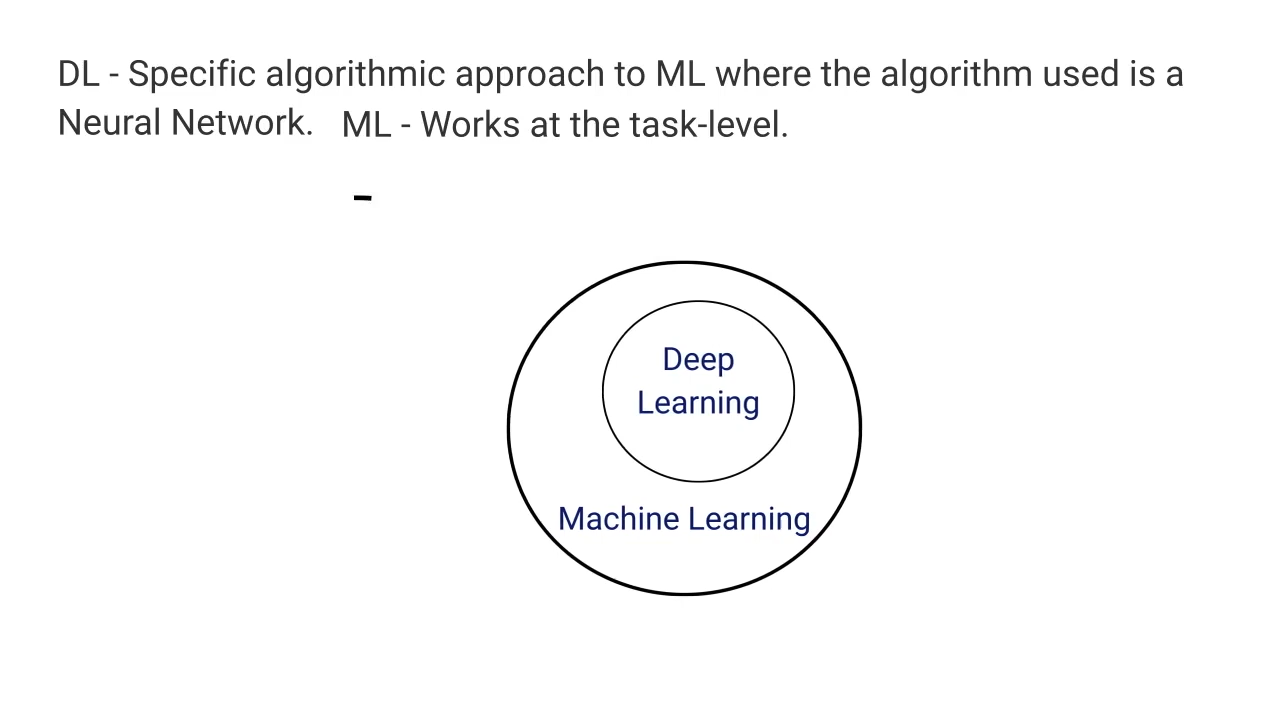 DL - Specific algorithmic approach to ML where the algorithm used is a
Neural Network. ML - Works at the task-level.
Deep
Learning
Machine Learning